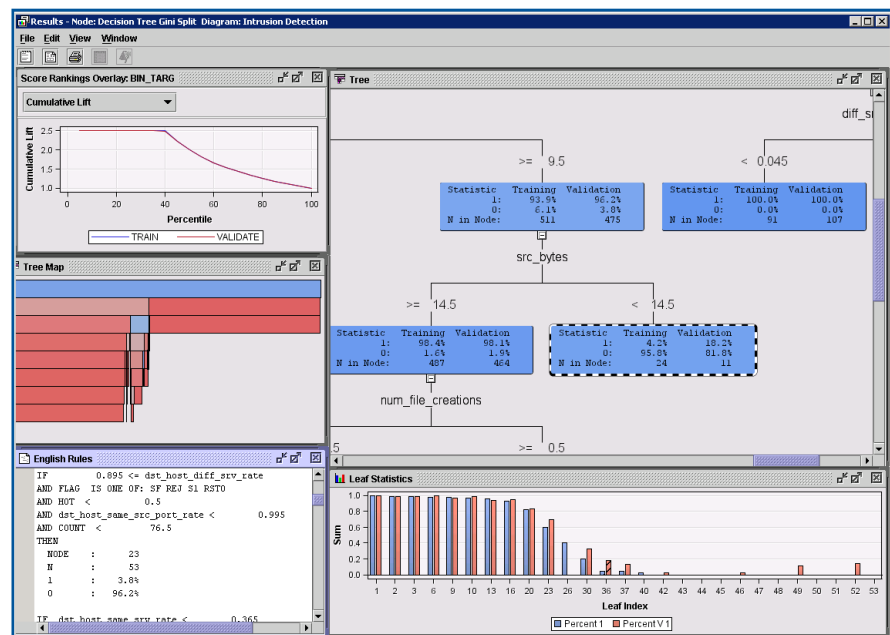 Results - Node: Decision Tree Gini Split  Diagram: Intrusion Detection
File Edit View Window
Score Rankings Overlay: BIN_TARG
Cumulative Lift
Cumulative Lift
2.5
2.0
1.5
1.0
0 20 40 60 80 100
Percentile
TRAIN VALIDATE
Tree Map
English Rules
IF 0.895 <= dst_host_diff_srv_rate
AND FLAG IS ONE OF: SF REJ S1 RSTO
AND HOT < 0.5
AND dst_host_same_src_port_rate < 0.995
AND COUNT < 76.5
THEN
NODE : 23
N : 53
1 : 3.8%
0 : 96.2%
IF dst_host_same_srv_rate < 0.365
Tree
diff_sr
>= 9.5
< 0.045
Statistic Training Validation
1: 93.9% 96.2%
0: 6.1% 3.8%
N in Node: 511 475
Statistic Training Validation
1: 100.0% 100.0%
0: 0.0% 0.0%
N in Node: 91 107
src_bytes
>= 14.5
< 14.5
Statistic Training Validation
1: 98.4% 98.1%
0: 1.6% 1.9%
N in Node: 487 464
Statistic Training Validation
1: 4.2% 18.2%
0: 95.8% 81.8%
N in Node: 24 11
num_file_creations
.5
>= 0.5
Leaf Statistics
Sum
1.0
0.8
0.6
0.4
0.2
0.0
1 2 3 6 9 10 13 16 20 23 26 30 36 37 40 42 44 45 46 47 49 50 51 52 53
Leaf Index
Percent 1 Percent V 1